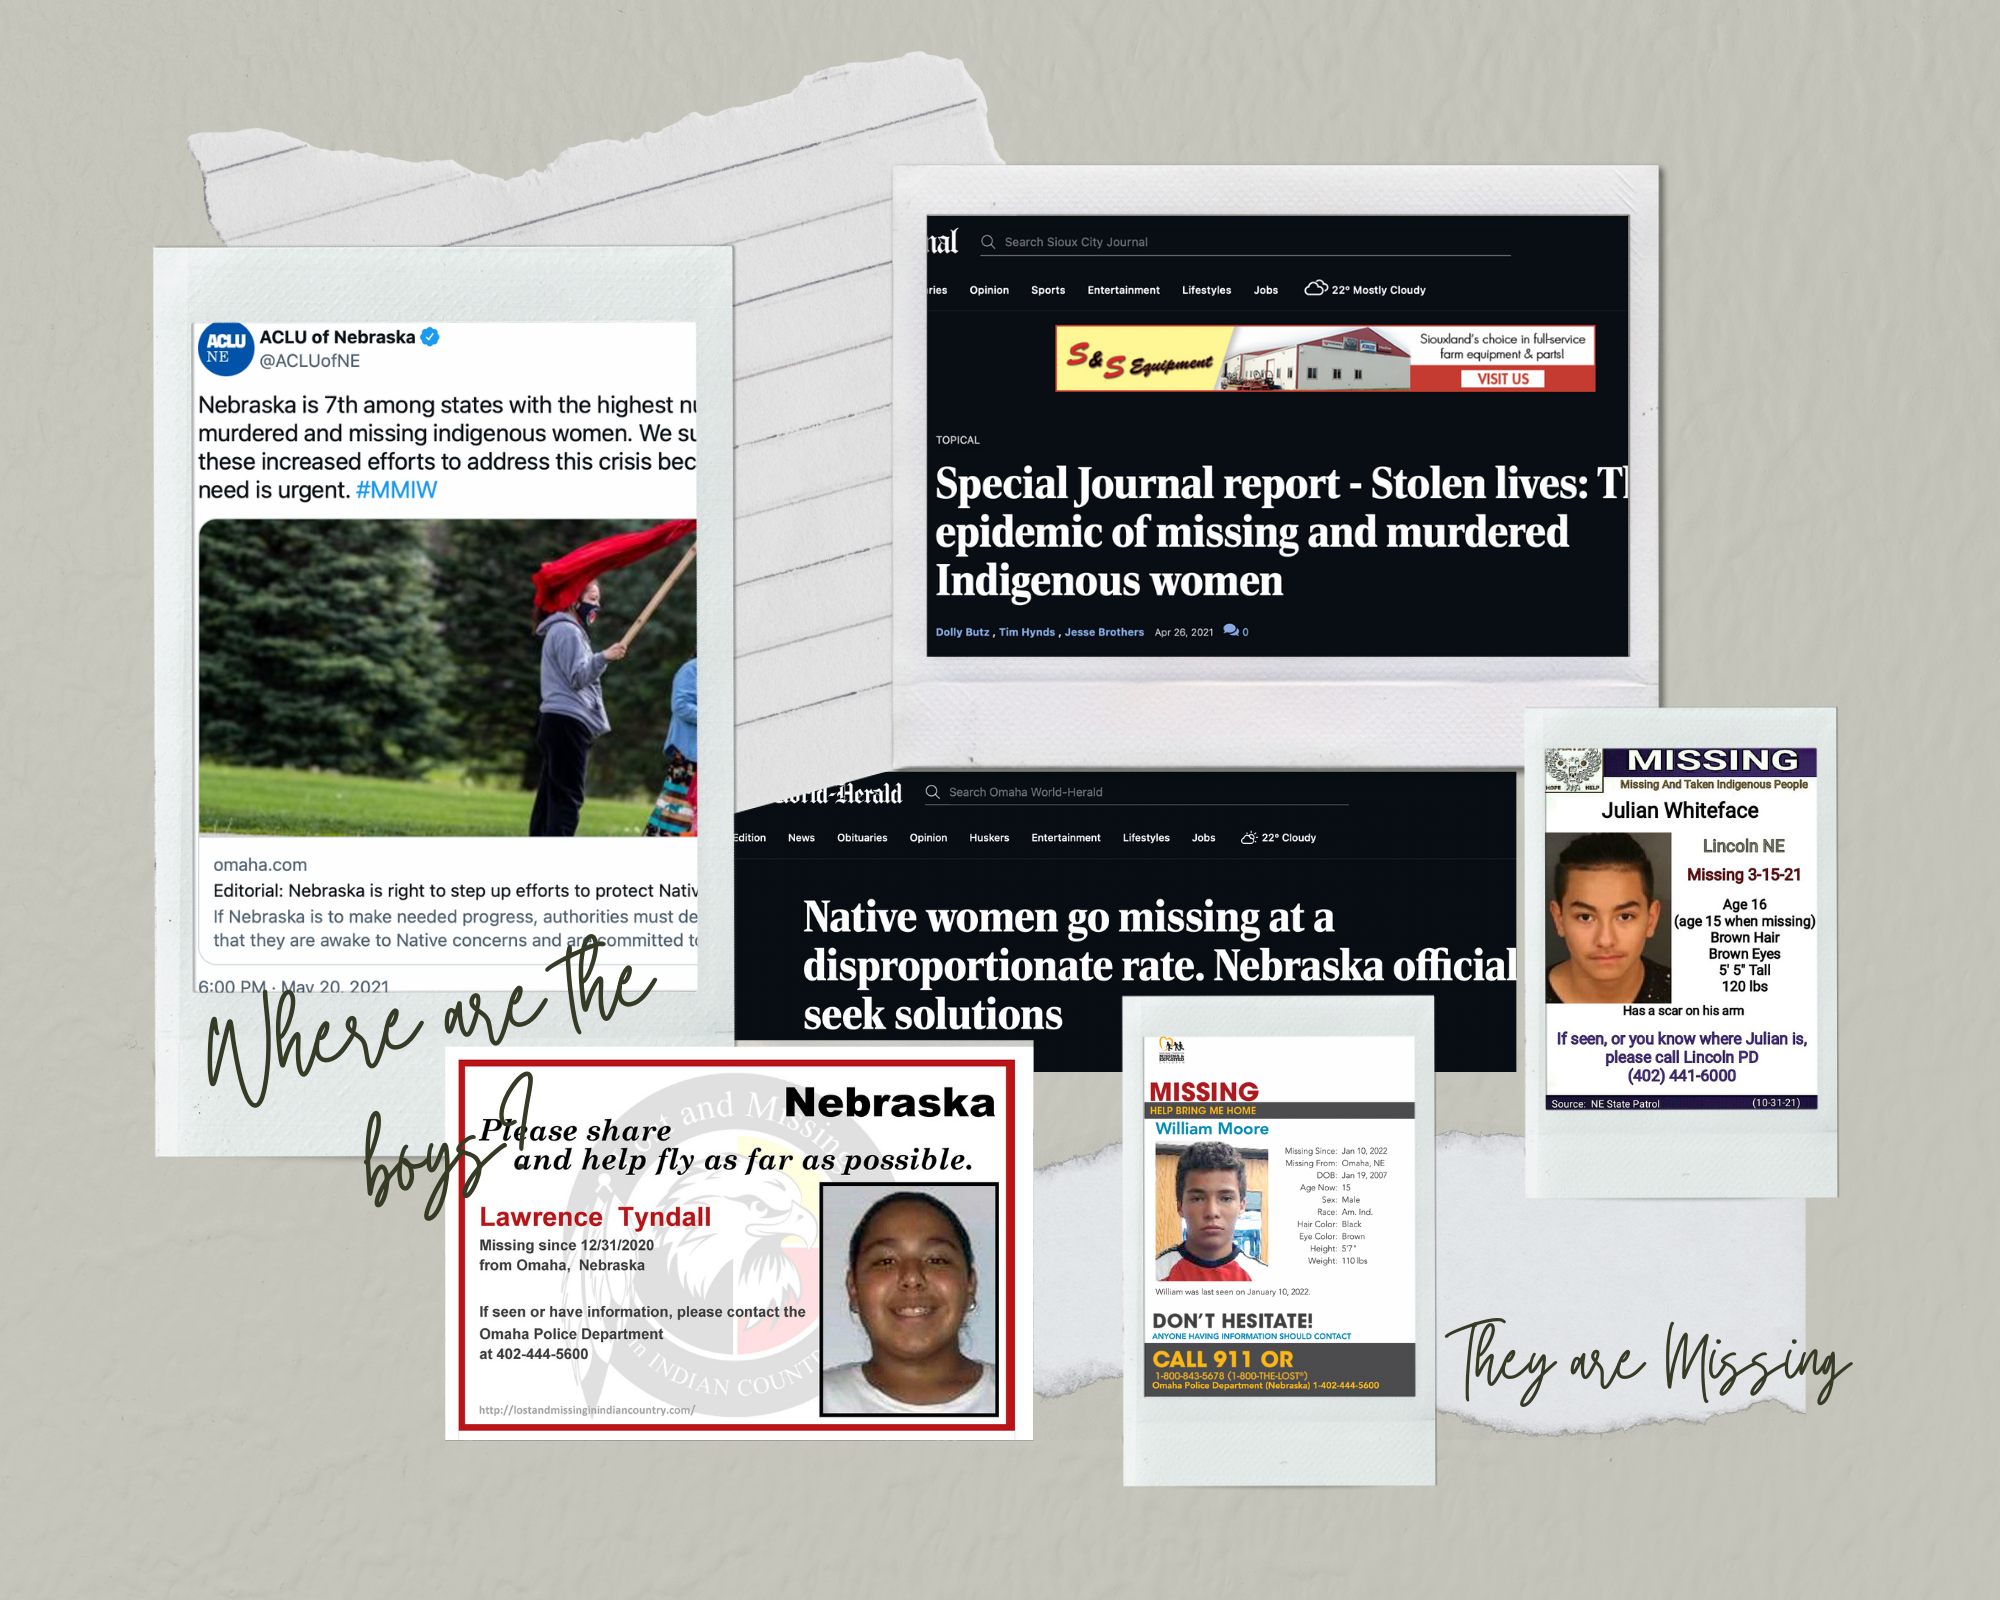 ACLU
NE
ACLU of Nebraska
@ACLUofNE
Nebraska is 7th among states with the highest nu
murdered and missing indigenous women. We su
these increased efforts to address this crisis bec
need is urgent. #MMIW
omaha.com
Editorial: Nebraska is right to step up efforts to protect Nativ
If Nebraska is to make needed progress, authorities must de
that they are awake to Native concerns and are committed to
6:00 PM · May 20, 2021
Where are the
boys?
nal
Search Sioux City Journal
ries Opinion Sports Entertainment Lifestyles Jobs 22° Mostly Cloudy
S&S Equipment
Siouxland's choice in full-service
farm equipment & parts!
VISIT US
TOPICAL
Special Journal report - Stolen lives: Th
epidemic of missing and murdered
Indigenous women
Dolly Butz , Tim Hynds , Jesse Brothers Apr 26, 2021 0
World-Herald
Search Omaha World-Herald
Edition News Obituaries Opinion Huskers Entertainment Lifestyles Jobs 22° Cloudy
Native women go missing at a
disproportionate rate. Nebraska official
seek solutions
MISSING
Missing And Taken Indigenous People
HOPE HELP
Julian Whiteface
Lincoln NE
Missing 3-15-21
Age 16
(age 15 when missing)
Brown Hair
Brown Eyes
5' 5" Tall
120 lbs
Has a scar on his arm
If seen, or you know where Julian is,
please call Lincoln PD
(402) 441-6000
Source: NE State Patrol (10-31-21)
Nebraska
Please share
and help fly as far as possible.
Lost and Missing
in INDIAN COUNT
Lawrence Tyndall
Missing since 12/31/2020
from Omaha, Nebraska
If seen or have information, please contact the
Omaha Police Department
at 402-444-5600
http://lostandmissinginindiancountry.com/
MISSING
HELP BRING ME HOME
William Moore
Missing Since: Jan 10, 2022
Missing From: Omaha, NE
DOB: Jan 19, 2007
Age Now: 15
Sex: Male
Race: Am. Ind.
Hair Color: Black
Eye Color: Brown
Height: 5'7"
Weight: 110 lbs
William was last seen on January 10, 2022.
DON'T HESITATE!
ANYONE HAVING INFORMATION SHOULD CONTACT
CALL 911 OR
1-800-843-5678 (1-800-THE-LOST®)
Omaha Police Department (Nebraska) 1-402-444-5600
They are Missing